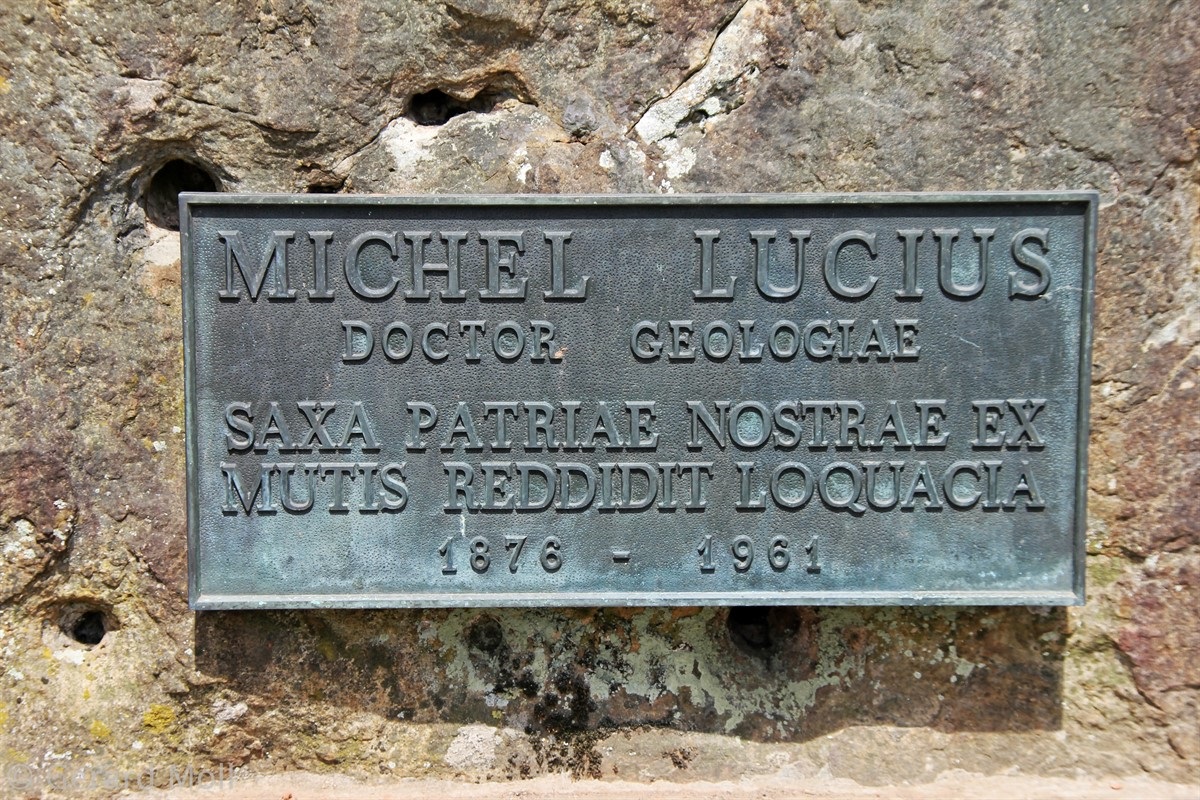 MICHEL LUCIUS
DOCTOR GEOLOGIAE
SAXA PATRIAE NOSTRAE EX
MUTIS REDDIDIT LOQUACIA
1876 - 1961